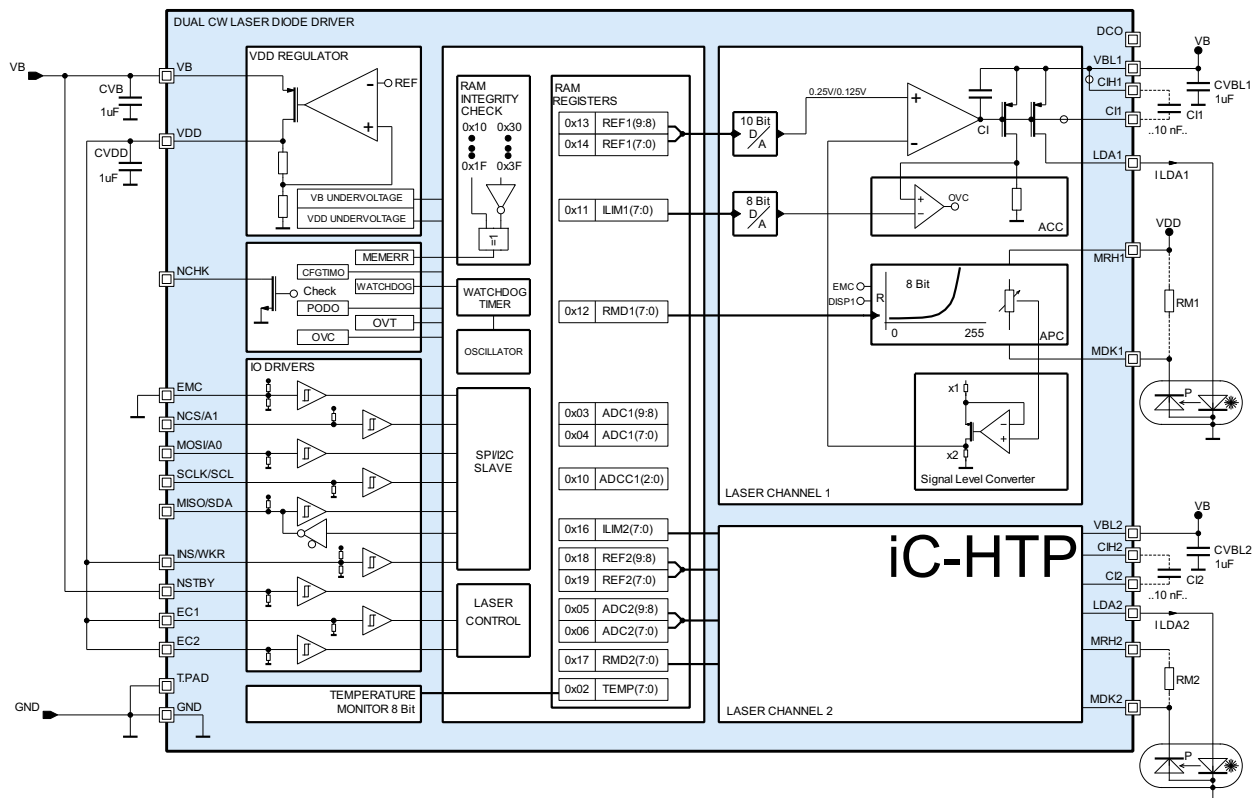 DUAL CW LASER DIODE DRIVER
VB
CVB
1uF
CVDD
1uF
VB
VDD
NCHK
EMC
NCS/A1
MOSI/A0
SCLK/SCL
MISO/SDA
INS/WKR
NSTBY
EC1
EC2
T.PAD
GND
GND
VDD REGULATOR
REF
+
VB UNDERVOLTAGE
VDD UNDERVOLTAGE
MEMERR
CFGTIMO
Check
WATCHDOG
PODO
OVT
OVC
IO DRIVERS
TEMPERATURE
MONITOR 8 Bit
RAM
INTEGRITY
CHECK
0x10 0x30
0x1F 0x3F
=1
WATCHDOG
TIMER
OSCILLATOR
SPI/I2C
SLAVE
LASER
CONTROL
RAM
REGISTERS
0x13 REF1(9:8)
0x14 REF1(7:0)
0x11 ILIM1(7:0)
0x12 RMD1(7:0)
0x03 ADC1(9:8)
0x04 ADC1(7:0)
0x10 ADCC1(2:0)
0x16 ILIM2(7:0)
0x18 REF2(9:8)
0x19 REF2(7:0)
0x05 ADC2(9:8)
0x06 ADC2(7:0)
0x17 RMD2(7:0)
0x02 TEMP(7:0)
10 Bit
D/A
0.25V/0.125V
+
-
CI
8 Bit
D/A
+
-
OVC
ACC
EMC
DISP1
R
8 Bit
0 255
APC
x1
x2
-
+
Signal Level Converter
LASER CHANNEL 1
iC-HTP
LASER CHANNEL 2
DCO
VBL1
CIH1
CI1
LDA1
MRH1
MDK1
VB
CVBL1
1uF
CI1
..10 nF..
I LDA1
VDD
RM1
P
VBL2
CIH2
CI2
LDA2
MRH2
MDK2
VB
CVBL2
1uF
CI2
..10 nF..
I LDA2
RM2
P